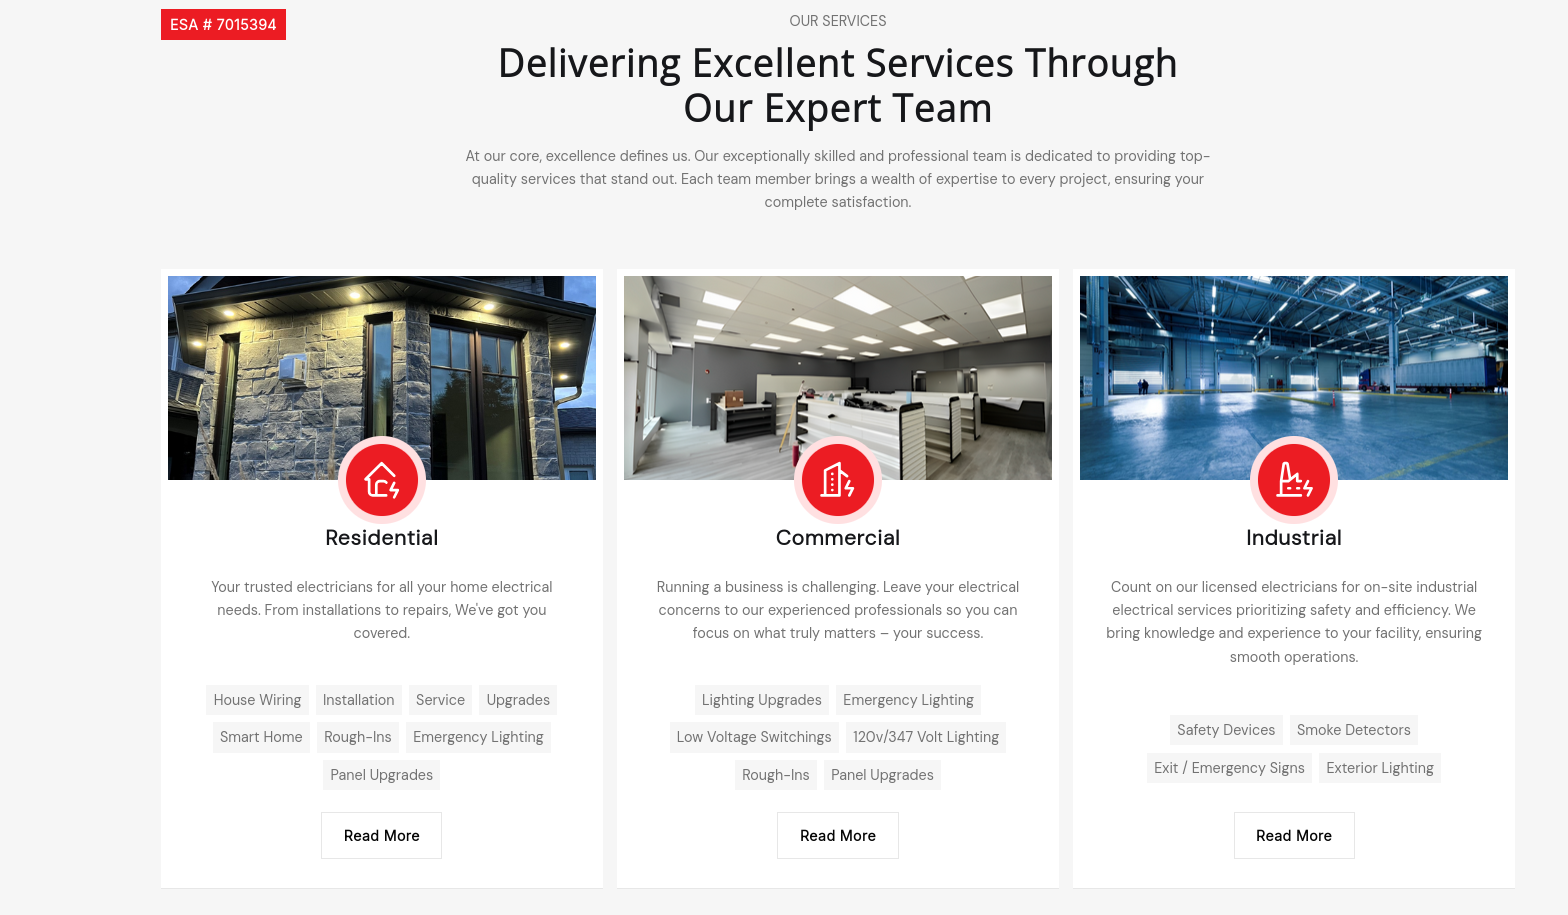 ESA # 7015394
OUR SERVICES
Delivering Excellent Services Through
Our Expert Team
At our core, excellence defines us. Our exceptionally skilled and professional team is dedicated to providing top-
quality services that stand out. Each team member brings a wealth of expertise to every project, ensuring your
complete satisfaction.
Residential
Your trusted electricians for all your home electrical
needs. From installations to repairs, We've got you
covered.
House Wiring Installation Service Upgrades
Smart Home Rough-Ins Emergency Lighting
Panel Upgrades
Read More
Commercial
Running a business is challenging. Leave your electrical
concerns to our experienced professionals so you can
focus on what truly matters – your success.
Lighting Upgrades Emergency Lighting
Low Voltage Switchings 120v/347 Volt Lighting
Rough-Ins Panel Upgrades
Read More
Industrial
Count on our licensed electricians for on-site industrial
electrical services prioritizing safety and efficiency. We
bring knowledge and experience to your facility, ensuring
smooth operations.
Safety Devices Smoke Detectors
Exit / Emergency Signs Exterior Lighting
Read More